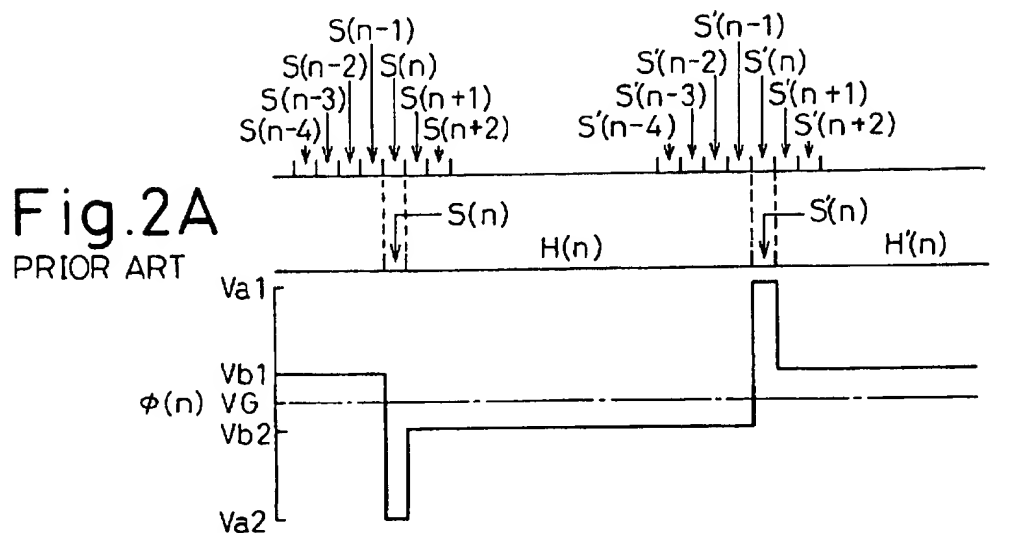 S(n-1)
S(n-2) S(n)
S(n-3) S(n+1)
S(n-4) S(n+2)
S'(n-1)
S'(n-2) S'(n)
S'(n-3) S'(n+1)
S'(n-4) S'(n+2)
Fig.2A
PRIOR ART
S(n)
H(n)
S'(n)
H'(n)
Va1
Vb1
ϕ(n) VG
Vb2
Va2